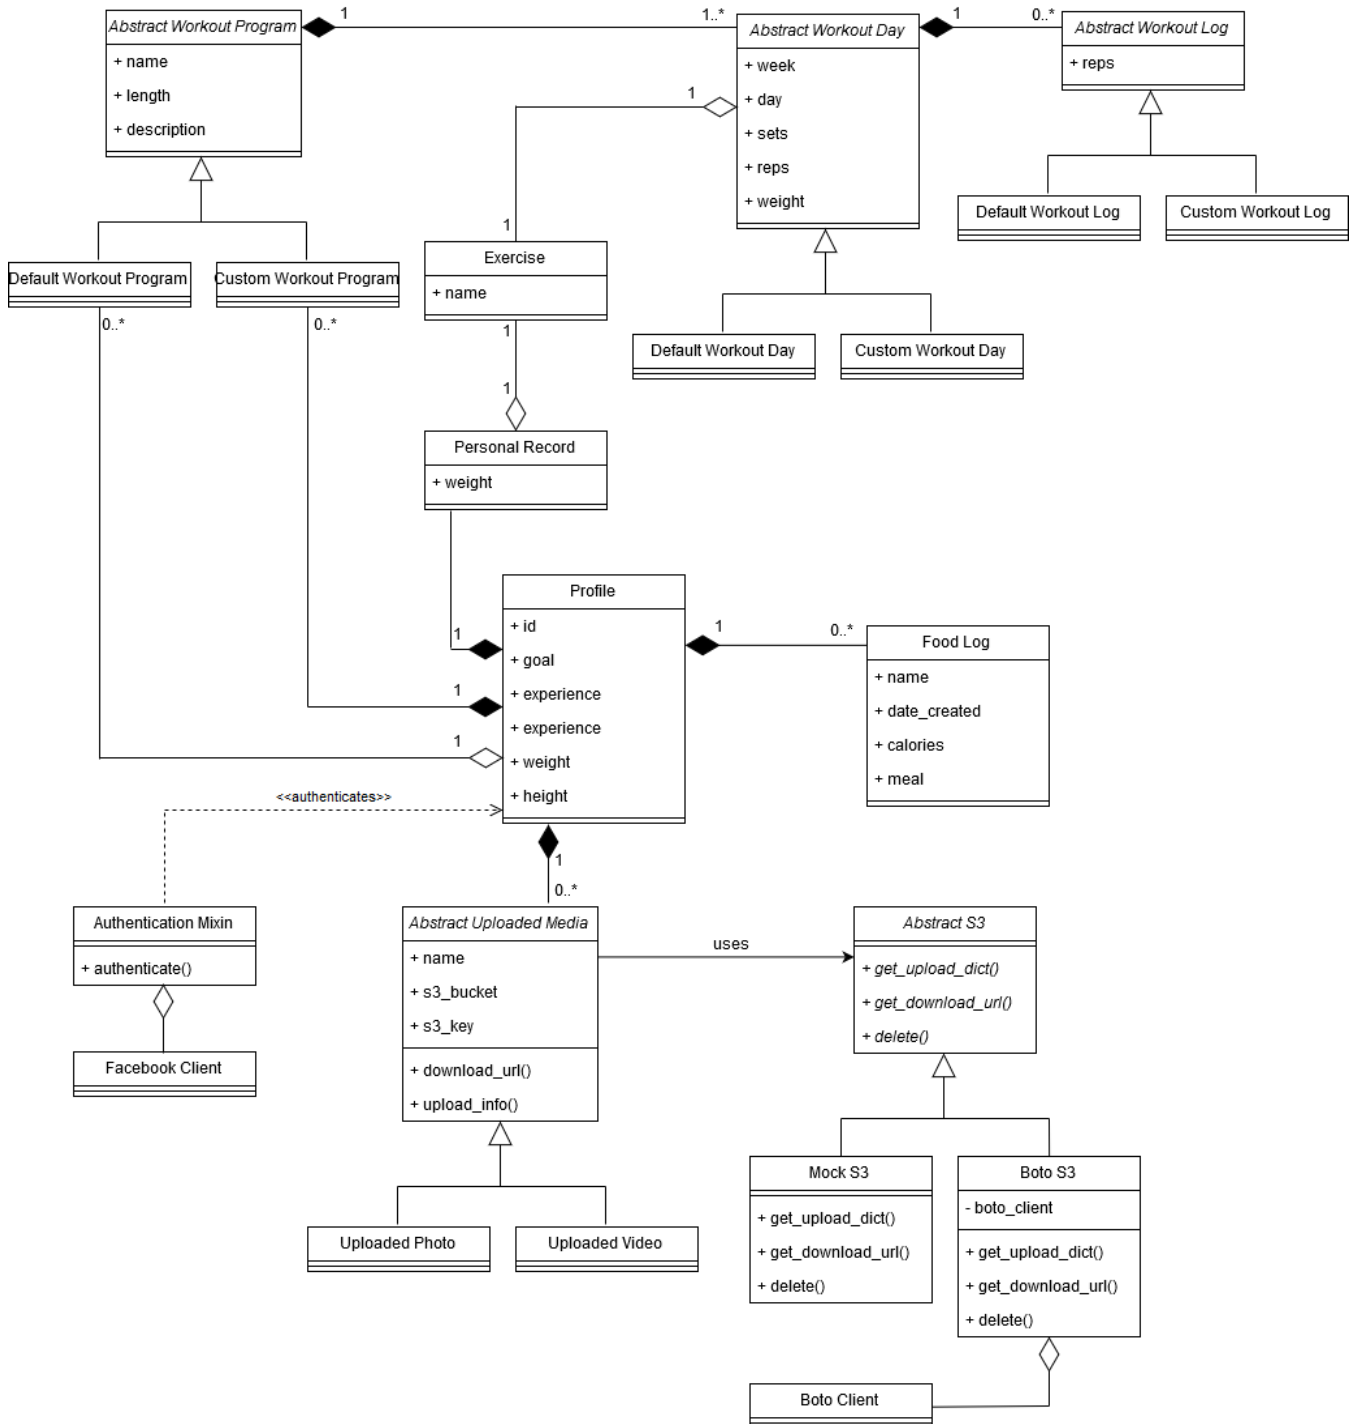 Abstract Workout Program
+ name
+ length
+ description
1
1..*
Abstract Workout Day
+ week
+ day
+ sets
+ reps
+ weight
1
0..*
Abstract Workout Log
+ reps
1
1
Default Workout Log
Custom Workout Log
Default Workout Program
Custom Workout Program
0..*
0..*
Exercise
+ name
1
1
Default Workout Day
Custom Workout Day
Personal Record
+ weight
Profile
+ id
+ goal
+ experience
+ experience
+ weight
+ height
1
1
1
1
0..*
Food Log
+ name
+ date_created
+ calories
+ meal
<<authenticates>>
1
0..*
Authentication Mixin
+ authenticate()
Facebook Client
Abstract Uploaded Media
+ name
+ s3_bucket
+ s3_key
+ download_url()
+ upload_info()
uses
Abstract S3
+ get_upload_dict()
+ get_download_url()
+ delete()
Uploaded Photo
Uploaded Video
Mock S3
+ get_upload_dict()
+ get_download_url()
+ delete()
Boto S3
- boto_client
+ get_upload_dict()
+ get_download_url()
+ delete()
Boto Client